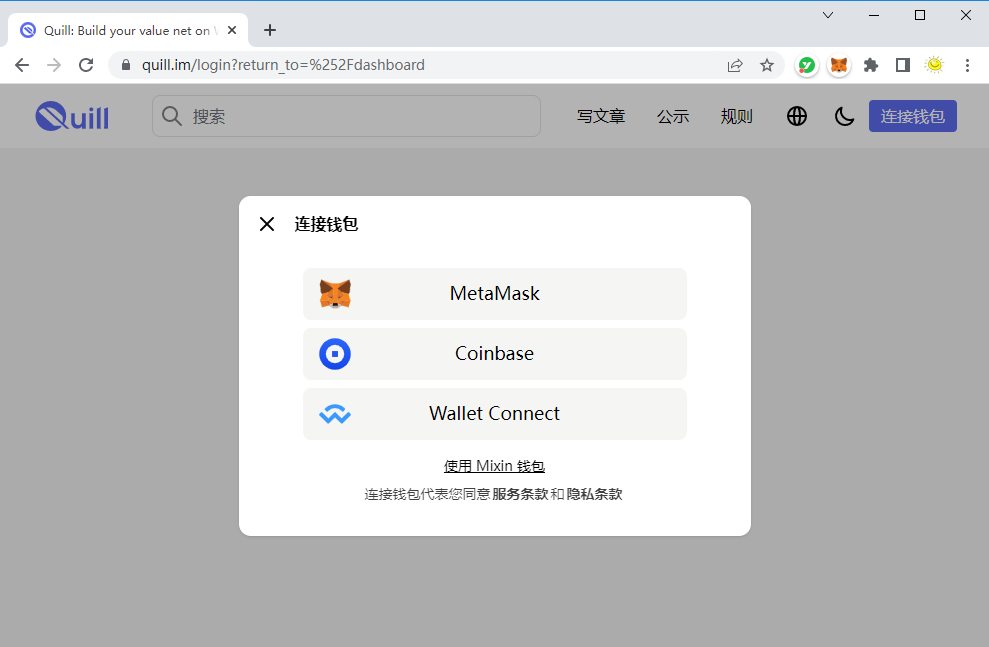 Quill: Build your value net on
quill.im/login?return_to=%252Fdashboard
Quill
搜索
写文章
公示
规则
连接钱包
连接钱包
MetaMask
Coinbase
Wallet Connect
使用 Mixin 钱包
连接钱包代表您同意服务条款和隐私条款